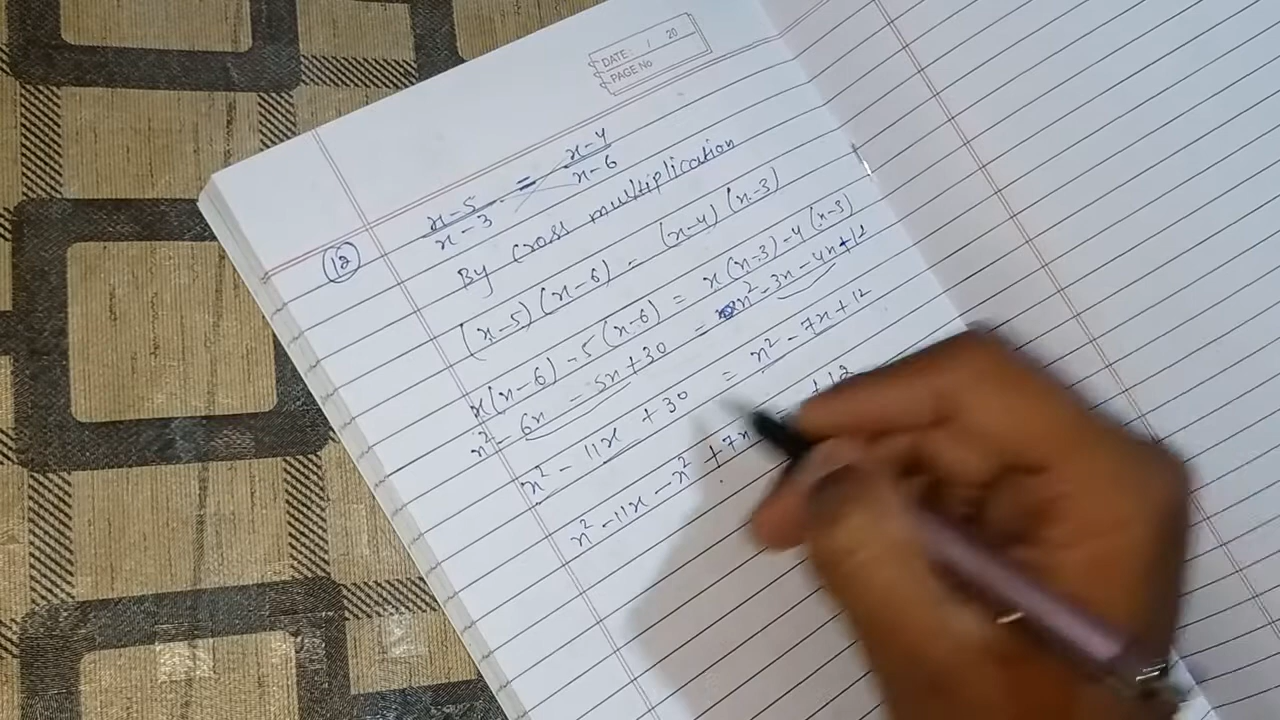 DATE: / 20
PAGE No
(12) x-5/x-3 = x-4/x-6
By Cross multiplication
(x-5)(x-6) = (x-4)(x-3)
x(x-6)-5(x-6) = x(x-3)-4(x-3)
x²-6x-5x+30 = x²-3x-4x+12
x²-11x+30 = x²-7x+12
x²-11x-x²+7x = +12